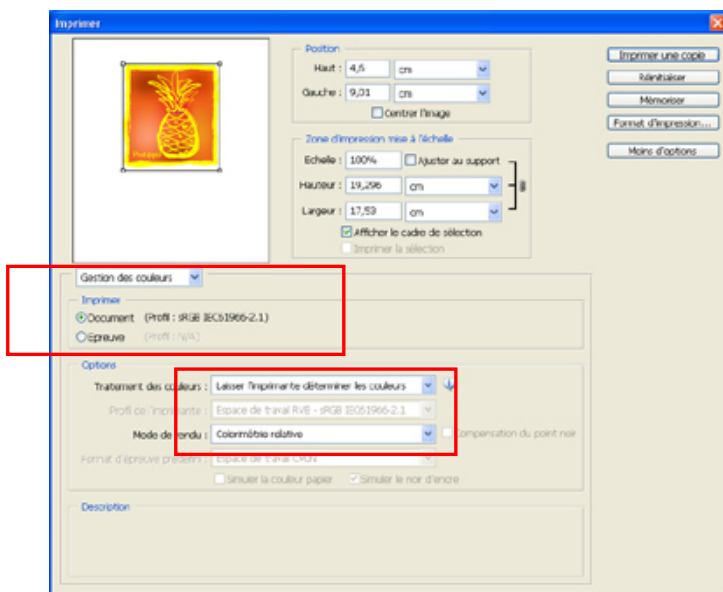 Imprimer
Position
Haut : 4,6 cm
Gauche : 9,01 cm
Centrer l'image
Zone d'impression mise à l'échelle
Echelle : 100% Ajuster au support
Hauteur : 19,296 cm
Largeur : 17,53 cm
Afficher le cadre de sélection
Imprimer la sélection
Imprimer une copie
Réinitialiser
Mémoriser
Format d'impression...
Moins d'options
Gestion des couleurs
Imprimer
Document (Profil : sRGB IEC61966-2.1)
Epreuve (Profil : N/A)
Options
Traitement des couleurs : Laisser l'imprimante déterminer les couleurs
Profil de l'imprimante : Espace de travail RVB - sRGB IEC61966-2.1
Mode de rendu : Colorimétrie relative Compensation du point noir
Format d'épreuve prédéfini : Espace de travail CMJN
Simuler la couleur papier Simuler le noir d'encre
Description